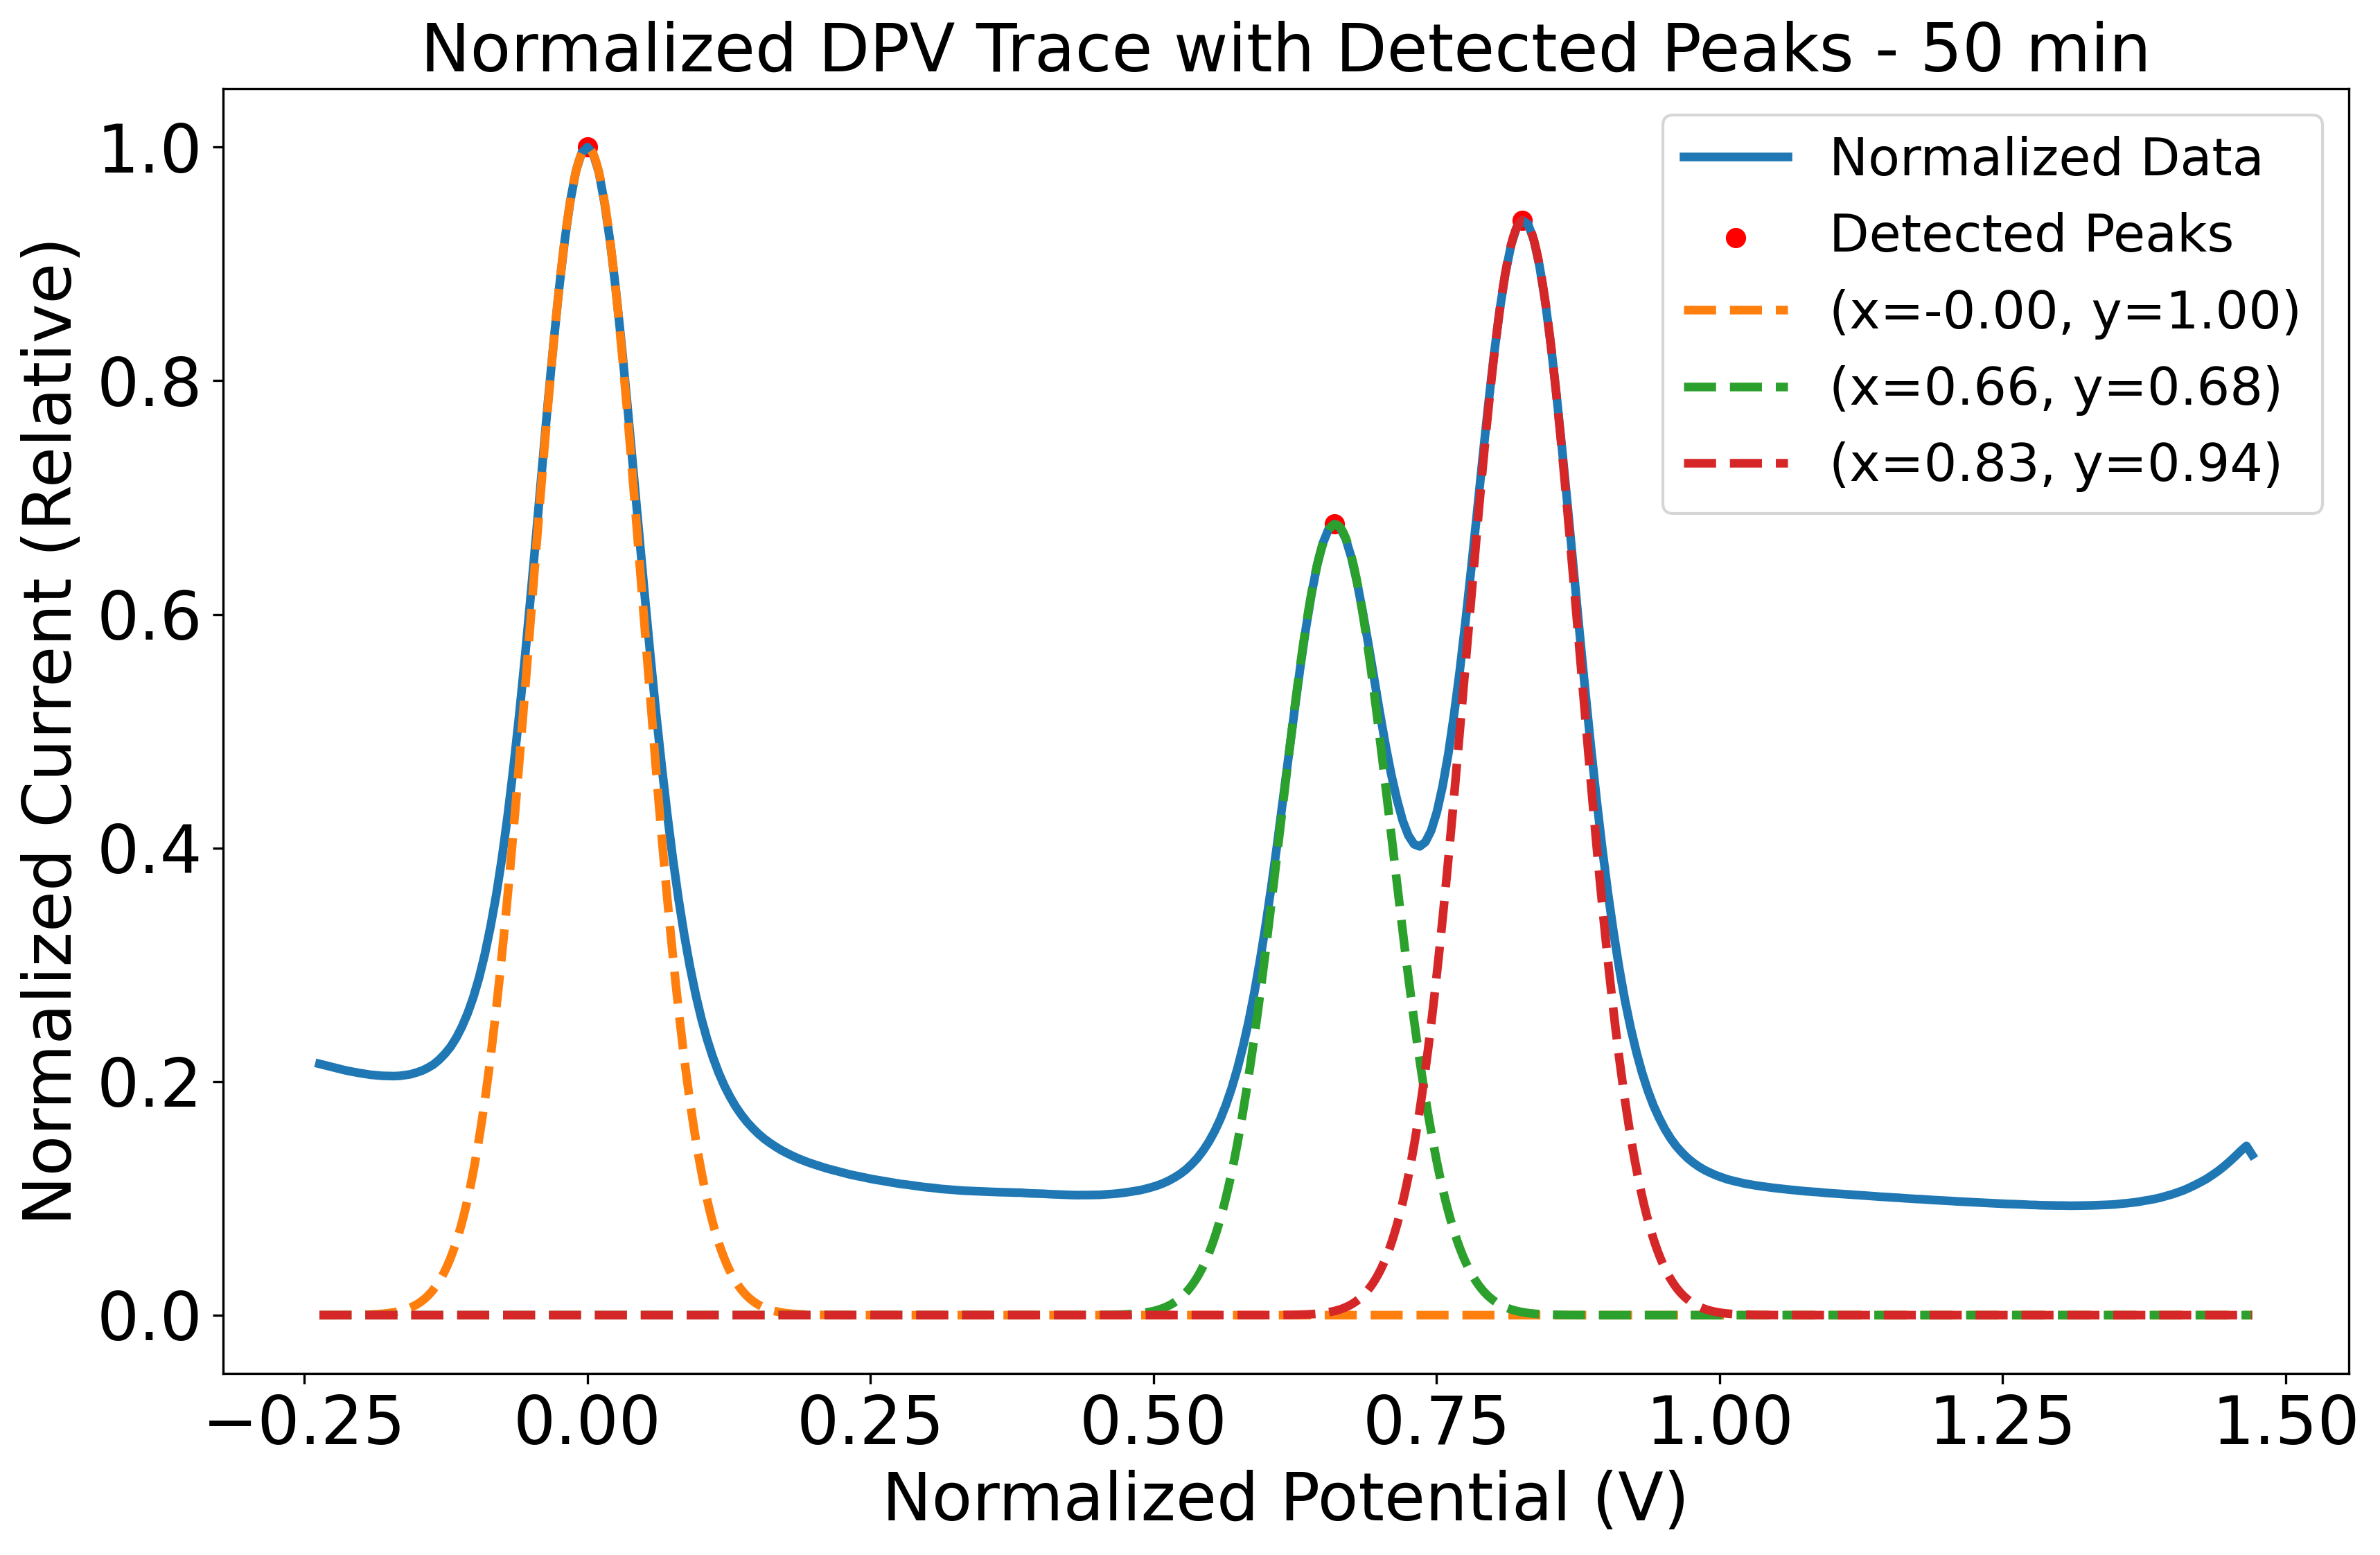 Normalized DPV Trace with Detected Peaks - 50 min
Normalized Current (Relative)
1.0
0.8
0.6
0.4
0.2
0.0
Normalized Data
Detected Peaks
(x=-0.00, y=1.00)
(x=0.66, y=0.68)
(x=0.83, y=0.94)
−0.25 0.00 0.25 0.50 0.75 1.00 1.25 1.50
Normalized Potential (V)